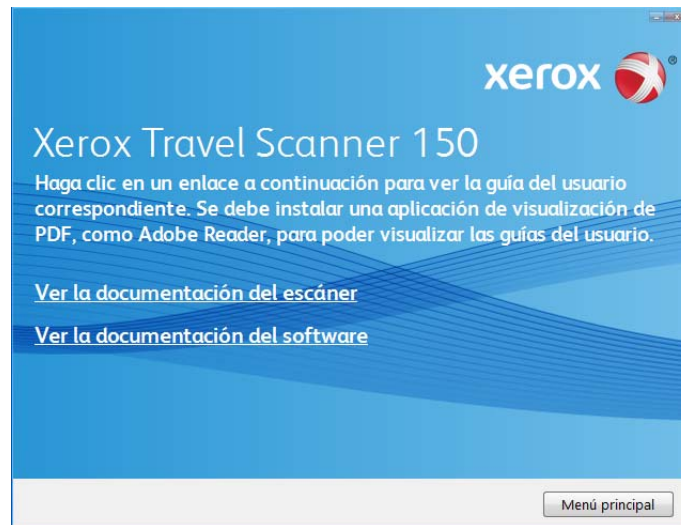 xerox
Xerox Travel Scanner 150
Haga clic en un enlace a continuación para ver la guía del usuario
correspondiente. Se debe instalar una aplicación de visualización de
PDF, como Adobe Reader, para poder visualizar las guías del usuario.
Ver la documentación del escáner
Ver la documentación del software
Menú principal